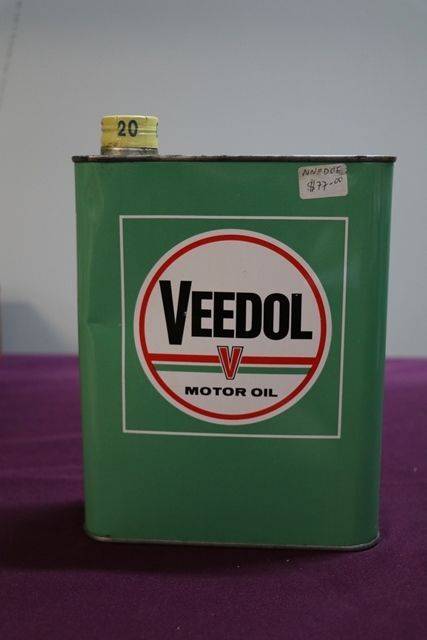 20
$77-00
VEEDOL
V
MOTOR OIL